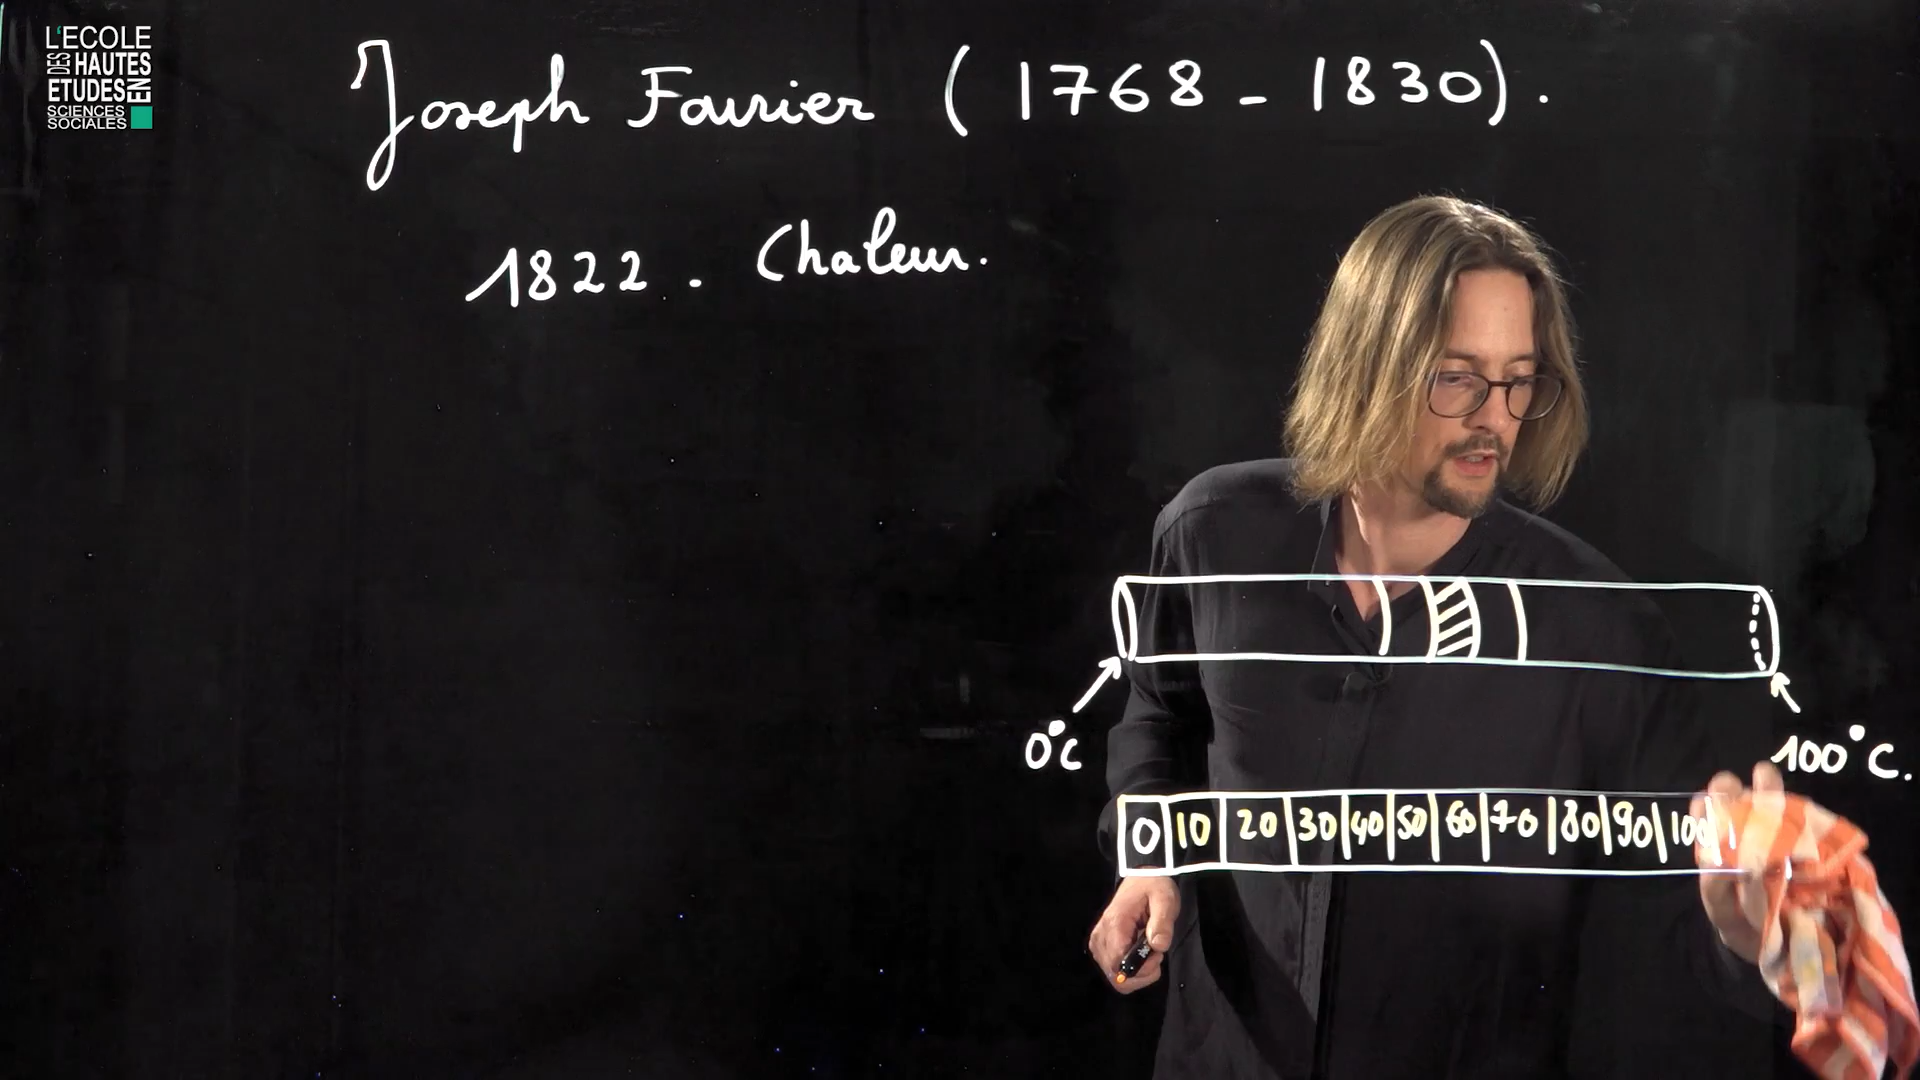 L'ECOLE
DES HAUTES
ETUDES EN
SCIENCES
SOCIALES
Joseph Fourier (1768 - 1830).
1822. Chaleur.
0°C
100°C.
0 10 20 30 40 50 60 70 80 90 100